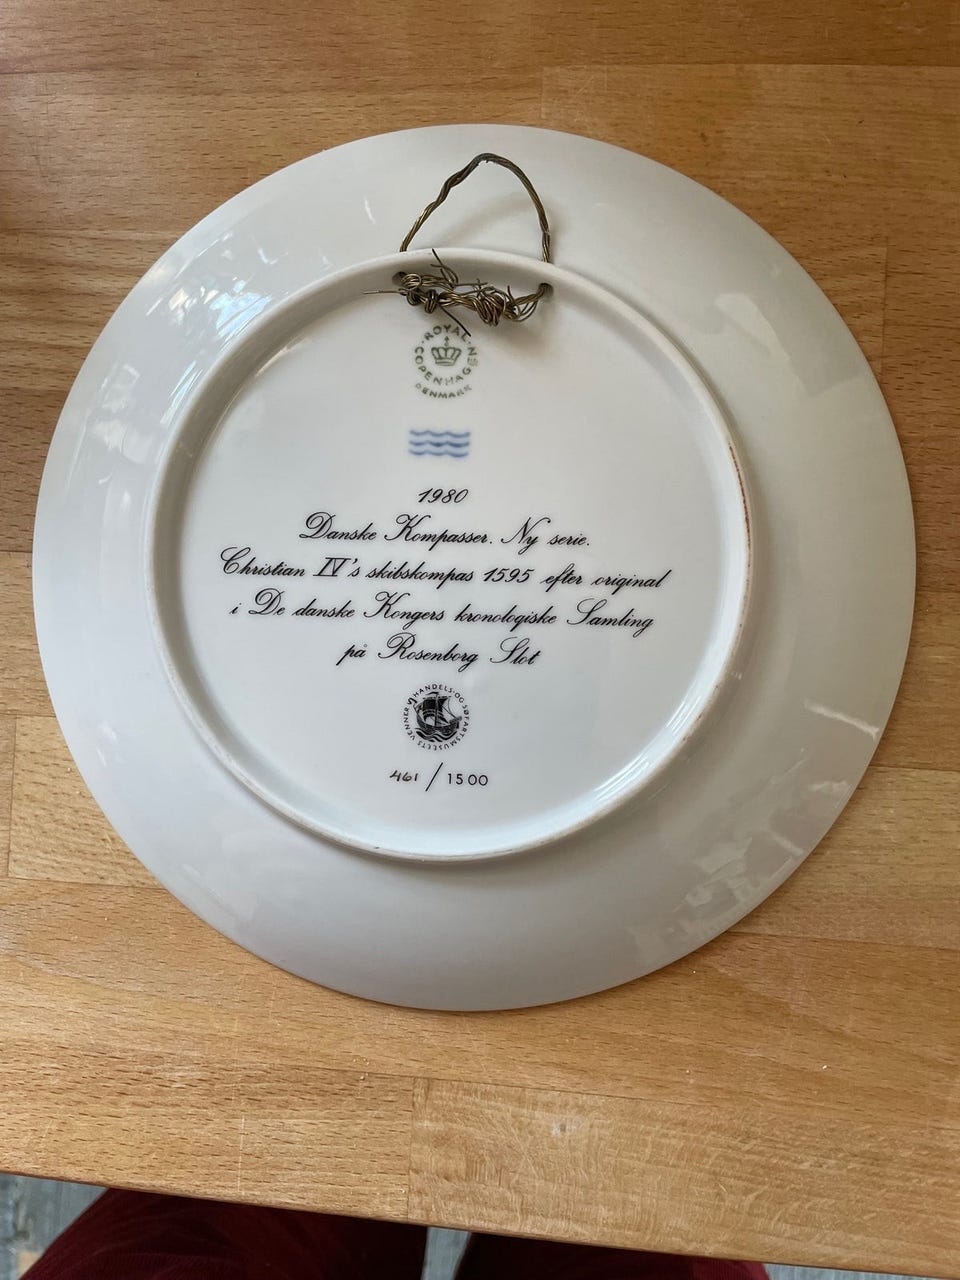 ROYAL COPENHAGEN
DENMARK
1980
Danske Kompasser. Ny serie.
Christian IV's skibskompas 1595 efter original
i De danske Kongers kronologiske Samling
på Rosenborg Slot
HANDELS-OG SØFARTSMUSEETS VENNER
461/1500